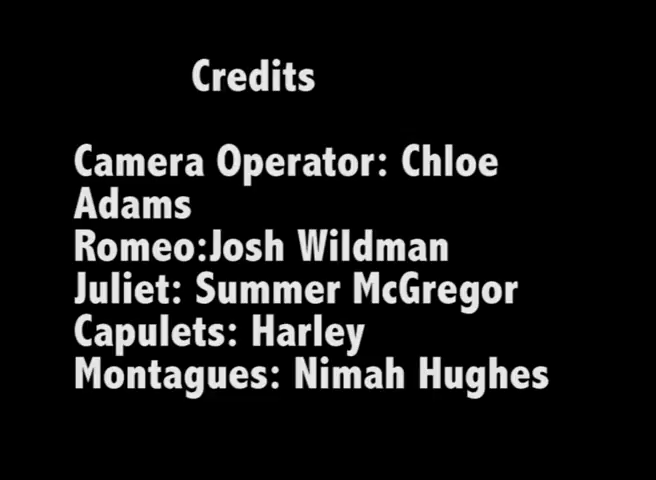 Credits
Camera Operator: Chloe
Adams
Romeo:Josh Wildman
Juliet: Summer McGregor
Capulets: Harley
Montagues: Nimah Hughes